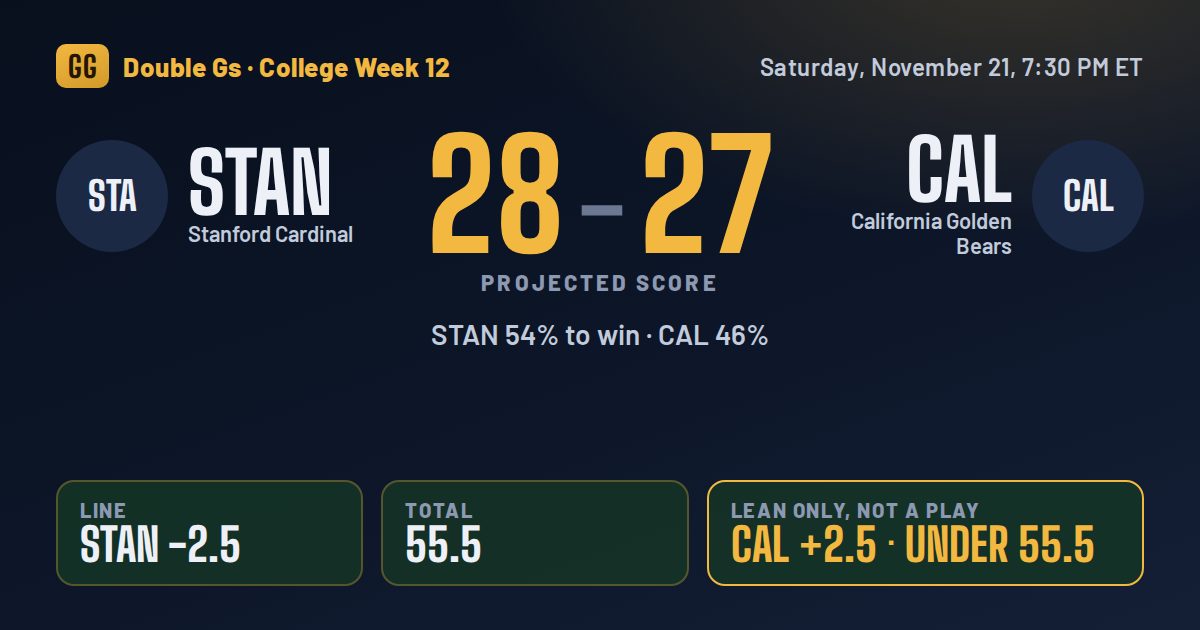 GG Double Gs · College Week 12
Saturday, November 21, 7:30 PM ET
STA
STAN
Stanford Cardinal
28 – 27
PROJECTED SCORE
STAN 54% to win · CAL 46%
CAL
California Golden
Bears
CAL
LINE
STAN −2.5
TOTAL
55.5
LEAN ONLY, NOT A PLAY
CAL +2.5 · UNDER 55.5